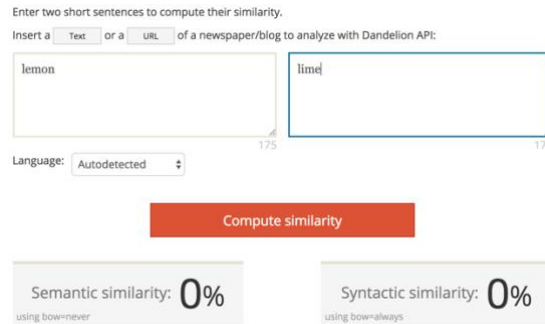 Enter two short sentences to compute their similarity.
Insert a Text or a URL of a newspaper/blog to analyze with Dandelion API:
lemon
lime
175
17
Language: Autodetected
Compute similarity
Semantic similarity: 0%
using bow=never
Syntactic similarity: 0%
using bow=always